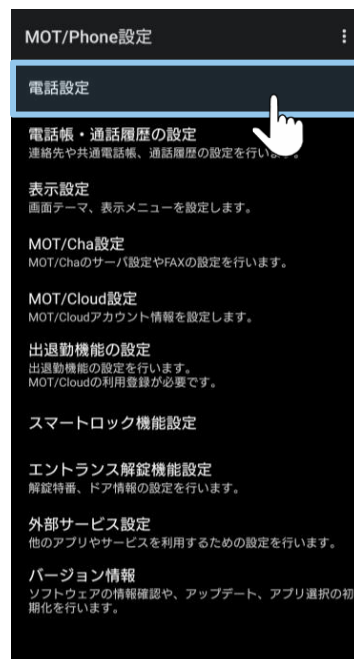 MOT/Phone設定
電話設定
電話帳・通話履歴の設定
連絡先や共通電話帳、通話履歴の設定を行います。
表示設定
画面テーマ、表示メニューを設定します。
MOT/Cha設定
MOT/Chaのサーバ設定やFAXの設定を行います。
MOT/Cloud設定
MOT/Cloudアカウント情報を設定します。
出退勤機能の設定
出退勤機能の設定を行います。
MOT/Cloudの利用登録が必要です。
スマートロック機能設定
エントランス解錠機能設定
解錠特番、ドア情報の設定を行います。
外部サービス設定
他のアプリやサービスを利用するための設定を行います。
バージョン情報
ソフトウェアの情報確認や、アップデート、アプリ選択の初
期化を行います。